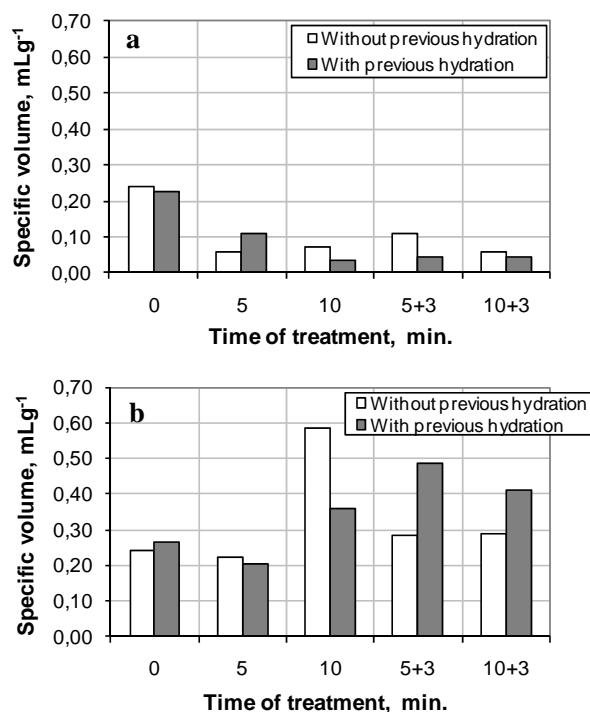 a
Without previous hydration
With previous hydration
Specific volume, mLg⁻¹
0,70
0,60
0,50
0,40
0,30
0,20
0,10
0,00
0 5 10 5+3 10+3
Time of treatment, min.
b
Without previous hydration
With previous hydration
Specific volume, mLg⁻¹
0,70
0,60
0,50
0,40
0,30
0,20
0,10
0,00
0 5 10 5+3 10+3
Time of treatment, min.